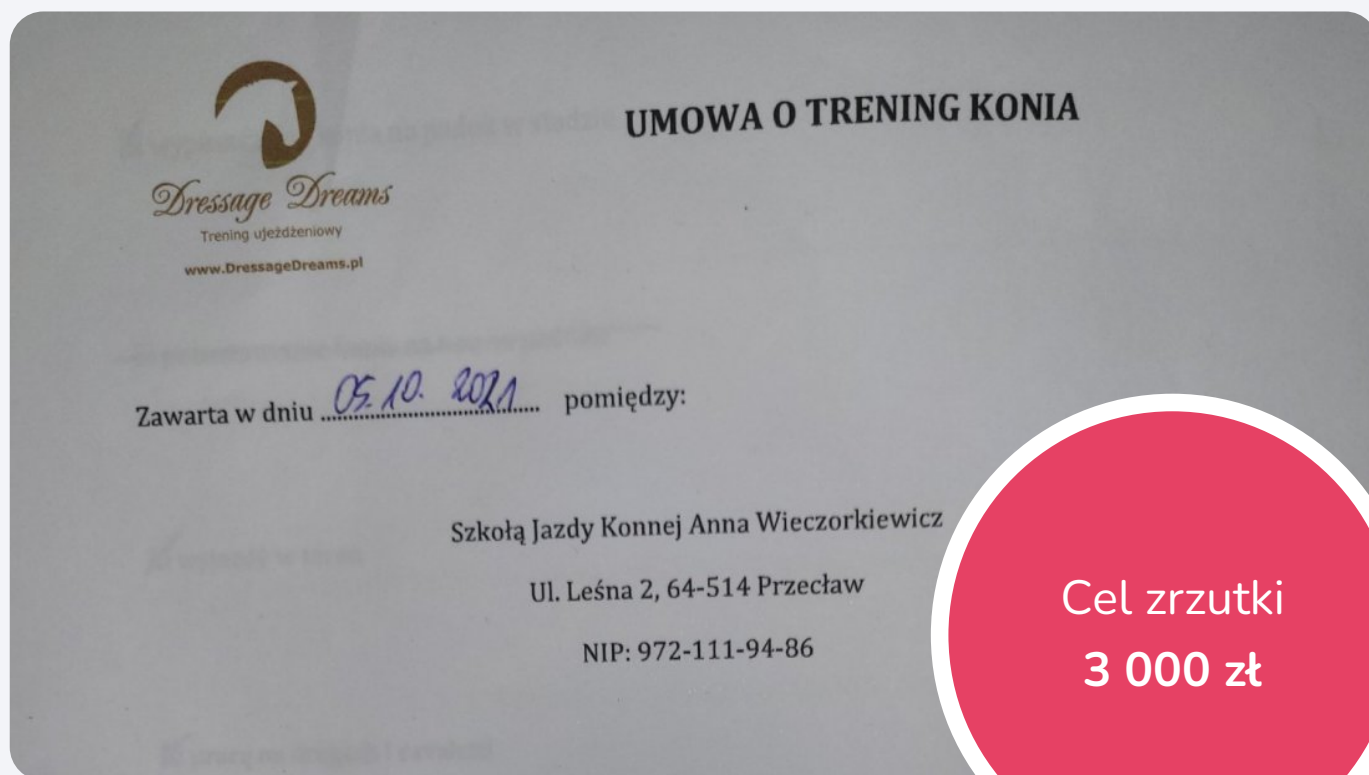 UMOWA O TRENING KONIA
Dressage Dreams
Trening ujeżdżeniowy
www.DressageDreams.pl
Zawarta w dniu 05.10. 2021 pomiędzy:
Szkołą Jazdy Konnej Anna Wieczorkiewicz
Ul. Leśna 2, 64-514 Przecław
NIP: 972-111-94-86
Cel zrzutki
3 000 zł